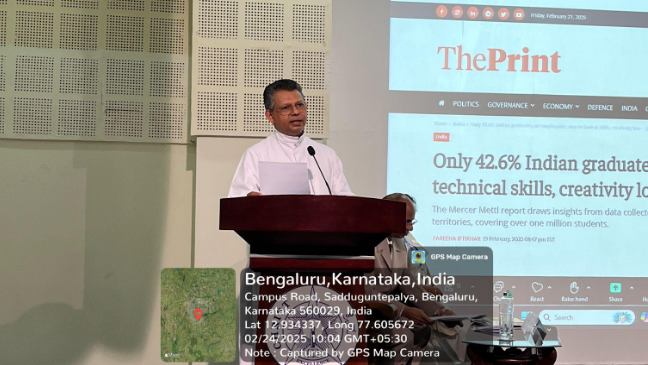 Friday, February 21, 2025
ThePrint
POLITICS GOVERNANCE ECONOMY DEFENCE INDIA
India
Only 42.6% Indian graduate
technical skills, creativity lo
The Mercer Mettl report draws insights from data collect
territories, covering over one million students.
GPS Map Camera
React Raise hand Share
Search
Bengaluru,Karnataka,India
Campus Road, Sadduguntepalya, Bengaluru,
Karnataka 560029, India
Lat 12.934337, Long 77.605672
02/24/2025 10:04 GMT+05:30
Note : Captured by GPS Map Camera